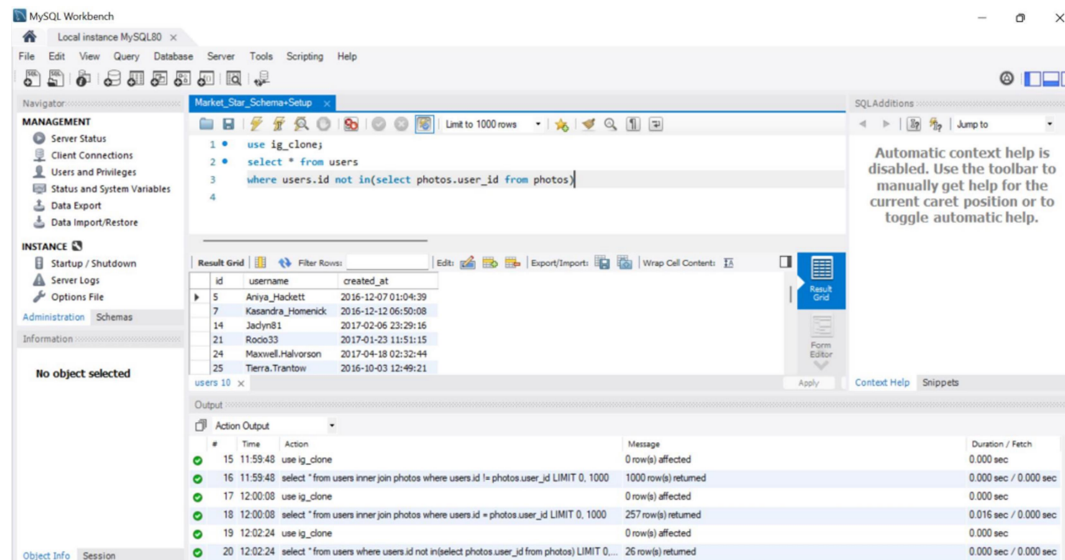 MySQL Workbench
Local instance MySQL80 ×
File Edit View Query Database Server Tools Scripting Help
Navigator
MANAGEMENT
Server Status
Client Connections
Users and Privileges
Status and System Variables
Data Export
Data Import/Restore
INSTANCE
Startup / Shutdown
Server Logs
Options File
Administration Schemas
Information
No object selected
Object Info Session
Market_Star_Schema+Setup ×
Limit to 1000 rows
1 use ig_clone;
2 select * from users
3 where users.id not in(select photos.user_id from photos)
4
Result Grid Filter Rows: Edit: Export/Import: Wrap Cell Content:
id username created_at
5 Aniya_Hackett 2016-12-07 01:04:39
7 Kasandra_Homenick 2016-12-12 06:50:08
14 Jaclyn81 2017-02-06 23:29:16
21 Rocio33 2017-01-23 11:51:15
24 Maxwell.Halvorson 2017-04-18 02:32:44
25 Tierra.Trantow 2016-10-03 12:49:21
Result
Grid
Form
Editor
users 10 ×
Apply
SQLAdditions
Jump to
Automatic context help is
disabled. Use the toolbar to
manually get help for the
current caret position or to
toggle automatic help.
Context Help Snippets
Output
Action Output
# Time Action Message Duration / Fetch
15 11:59:48 use ig_clone 0 row(s) affected 0.000 sec
16 11:59:48 select * from users inner join photos where users.id != photos.user_id LIMIT 0, 1000 1000 row(s) returned 0.000 sec / 0.000 sec
17 12:00:08 use ig_clone 0 row(s) affected 0.000 sec
18 12:00:08 select * from users inner join photos where users.id = photos.user_id LIMIT 0, 1000 257 row(s) returned 0.016 sec / 0.000 sec
19 12:02:24 use ig_clone 0 row(s) affected 0.000 sec
20 12:02:24 select * from users where users.id not in(select photos.user_id from photos) LIMIT 0,... 26 row(s) returned 0.000 sec / 0.000 sec